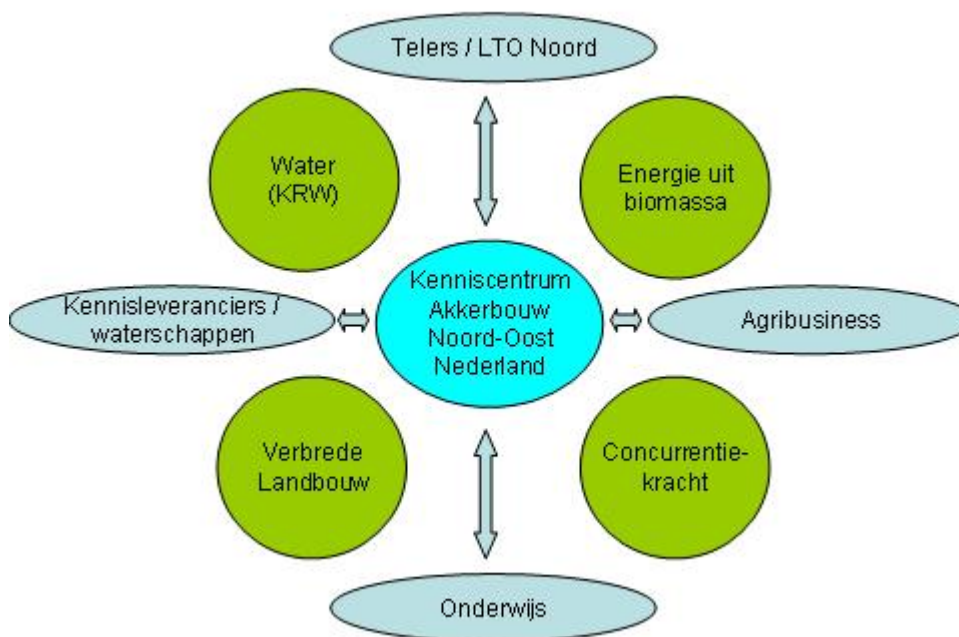 Telers / LTO Noord
Water
(KRW)
Energie uit
biomassa
Kennisleveranciers /
waterschappen
Kenniscentrum
Akkerbouw
Noord-Oost
Nederland
Agribusiness
Verbrede
Landbouw
Concurrentie-
kracht
Onderwijs